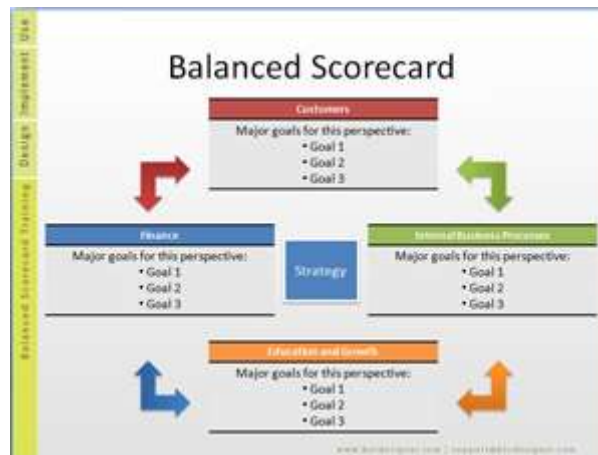 Balanced Scorecard
Customers
Major goals for this perspective:
• Goal 1
• Goal 2
• Goal 3
Finance
Major goals for this perspective:
• Goal 1
• Goal 2
• Goal 3
Strategy
Internal Business Processes
Major goals for this perspective:
• Goal 1
• Goal 2
• Goal 3
Education and Growth
Major goals for this perspective:
• Goal 1
• Goal 2
• Goal 3
Balanced Scorecard Training
Design
Implement
Use